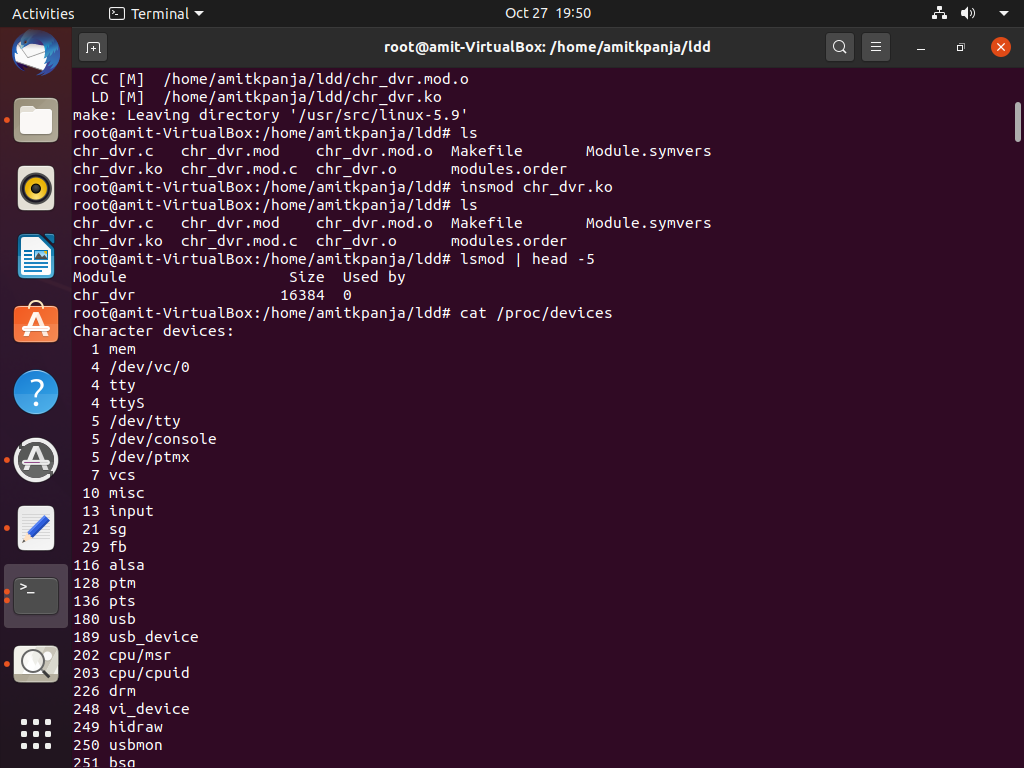 Activities Terminal Oct 27 19:50
root@amit-VirtualBox: /home/amitkpanja/ldd
CC [M] /home/amitkpanja/ldd/chr_dvr.mod.o
LD [M] /home/amitkpanja/ldd/chr_dvr.ko
make: Leaving directory '/usr/src/linux-5.9'
root@amit-VirtualBox:/home/amitkpanja/ldd# ls
chr_dvr.c chr_dvr.mod chr_dvr.mod.o Makefile Module.symvers
chr_dvr.ko chr_dvr.mod.c chr_dvr.o modules.order
root@amit-VirtualBox:/home/amitkpanja/ldd# insmod chr_dvr.ko
root@amit-VirtualBox:/home/amitkpanja/ldd# ls
chr_dvr.c chr_dvr.mod chr_dvr.mod.o Makefile Module.symvers
chr_dvr.ko chr_dvr.mod.c chr_dvr.o modules.order
root@amit-VirtualBox:/home/amitkpanja/ldd# lsmod | head -5
Module Size Used by
chr_dvr 16384 0
root@amit-VirtualBox:/home/amitkpanja/ldd# cat /proc/devices
Character devices:
1 mem
4 /dev/vc/0
4 tty
4 ttyS
5 /dev/tty
5 /dev/console
5 /dev/ptmx
7 vcs
10 misc
13 input
21 sg
29 fb
116 alsa
128 ptm
136 pts
180 usb
189 usb_device
202 cpu/msr
203 cpu/cpuid
226 drm
248 vi_device
249 hidraw
250 usbmon
251 bsg